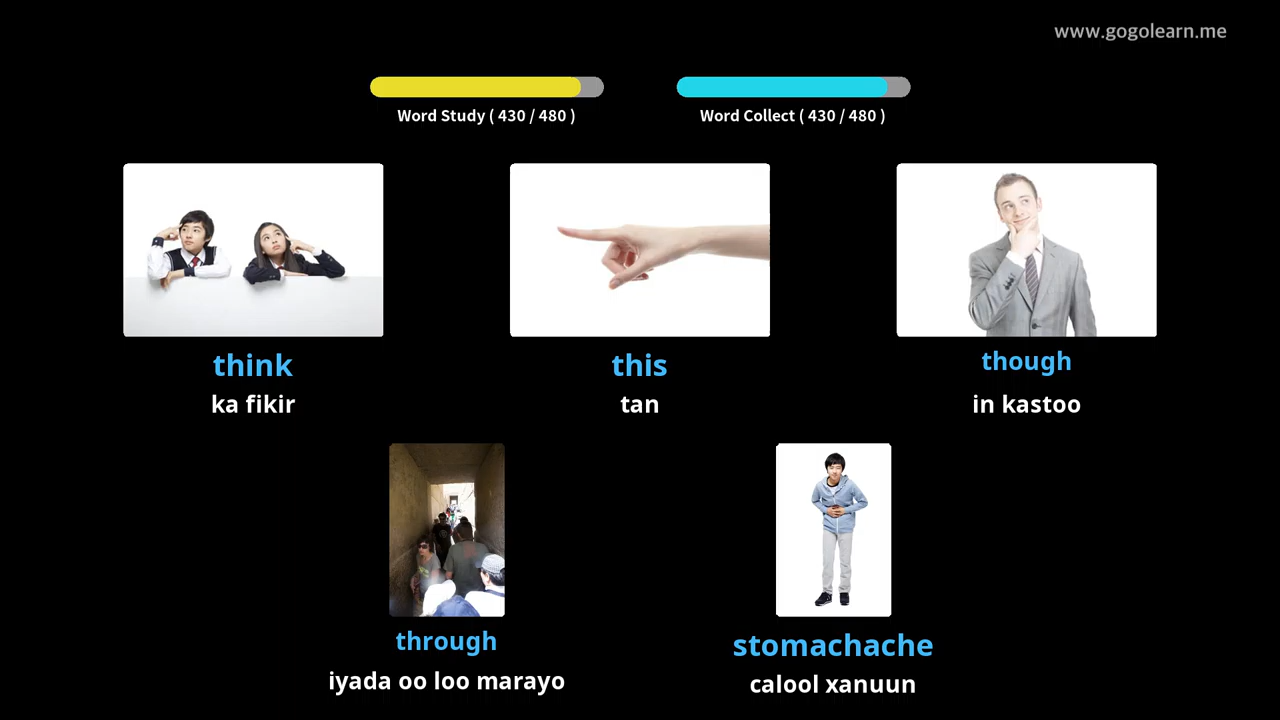 www.gogolearn.me
Word Study ( 430 / 480 )
Word Collect ( 430 / 480 )
think
ka fikir
this
tan
though
in kastoo
through
iyada oo loo marayo
stomachache
calool xanuun